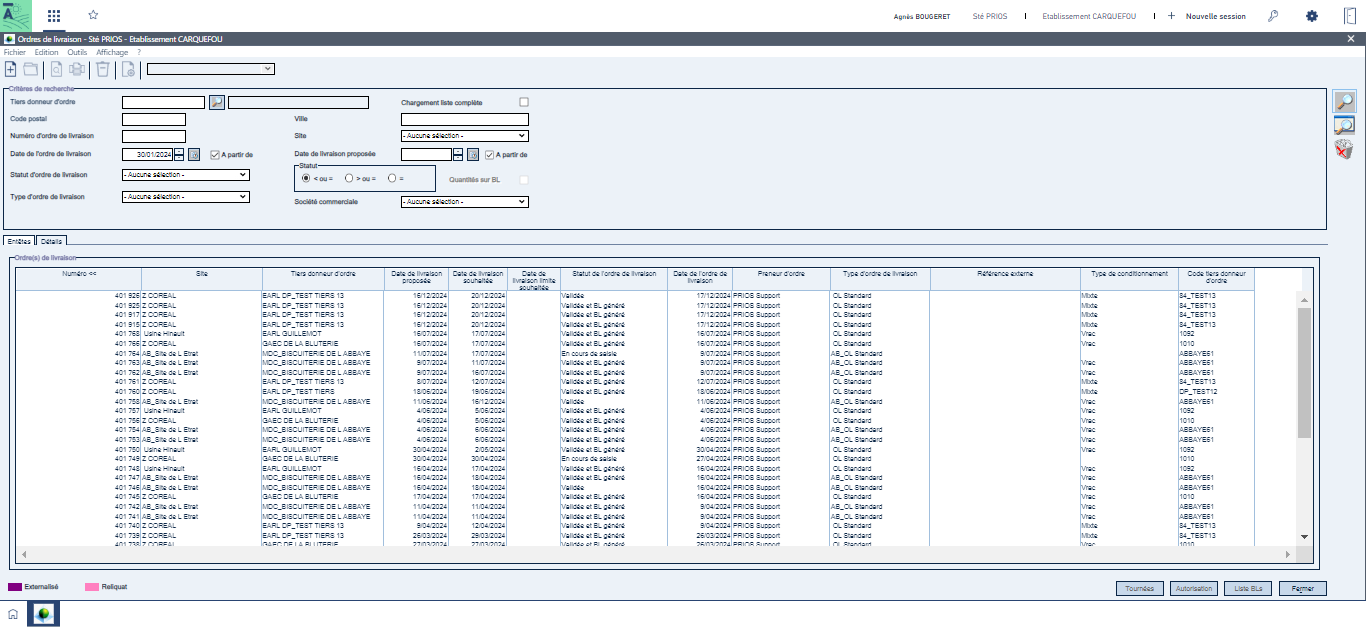 Agnès BOUGERET Sté PRIOS Etablissement CARQUEFOU Nouvelle session
Ordres de livraison - Sté PRIOS - Etablissement CARQUEFOU
Fichier Edition Outils Affichage ?
Critères de recherche
Tiers donneur d'ordre Chargement liste complète
Code postal Ville
Numéro d'ordre de livraison Site - Aucune sélection -
Date de l'ordre de livraison 30/01/2024 A partir de Date de livraison proposée A partir de
Statut
Statut d'ordre de livraison - Aucune sélection - < ou = > ou = = Quantités sur BL
Type d'ordre de livraison - Aucune sélection - Société commerciale - Aucune sélection -
Entêtes Détails
Ordre(s) de livraison
Numéro << Site Tiers donneur d'ordre Date de livraison proposée Date de livraison souhaitée Date de livraison limite souhaitée Statut de l'ordre de livraison Date de l'ordre de livraison Preneur d'ordre Type d'ordre de livraison Référence externe Type de conditionnement Code tiers donneur d'ordre
401 926 Z COREAL EARL DP_TEST TIERS 13 16/12/2024 20/12/2024 Validée 17/12/2024 PRIOS Support OL Standard Mixte 84_TEST13
401 925 Z COREAL EARL DP_TEST TIERS 13 16/12/2024 20/12/2024 Validée et BL généré 17/12/2024 PRIOS Support OL Standard Mixte 84_TEST13
401 917 Z COREAL EARL DP_TEST TIERS 13 16/12/2024 20/12/2024 Validée et BL généré 17/12/2024 PRIOS Support OL Standard Mixte 84_TEST13
401 915 Z COREAL EARL DP_TEST TIERS 13 16/12/2024 20/12/2024 Validée et BL généré 17/12/2024 PRIOS Support OL Standard Mixte 84_TEST13
401 768 Usine Hinault EARL GUILLEMOT 16/07/2024 17/07/2024 Validée et BL généré 16/07/2024 PRIOS Support OL Standard Vrac 1092
401 766 Z COREAL GAEC DE LA BLUTERIE 16/07/2024 17/07/2024 Validée et BL généré 16/07/2024 PRIOS Support OL Standard Vrac 1010
401 764 AB_Site de L Etrat MDC_BISCUITERIE DE L ABBAYE 11/07/2024 17/07/2024 En cours de saisie 9/07/2024 PRIOS Support AB_OL Standard ABBAYE61
401 763 AB_Site de L Etrat MDC_BISCUITERIE DE L ABBAYE 9/07/2024 11/07/2024 Validée et BL généré 9/07/2024 PRIOS Support AB_OL Standard Vrac ABBAYE61
401 762 AB_Site de L Etrat MDC_BISCUITERIE DE L ABBAYE 9/07/2024 16/07/2024 Validée et BL généré 9/07/2024 PRIOS Support AB_OL Standard Vrac ABBAYE61
401 761 Z COREAL EARL DP_TEST TIERS 13 8/07/2024 12/07/2024 Validée et BL généré 12/07/2024 PRIOS Support OL Standard Mixte 84_TEST13
401 760 Z COREAL EARL DP_TEST TIERS 18/06/2024 19/06/2024 Validée et BL généré 18/06/2024 PRIOS Support OL Standard Mixte DP_TEST12
401 758 AB_Site de L Etrat MDC_BISCUITERIE DE L ABBAYE 11/06/2024 16/12/2024 Validée 11/06/2024 PRIOS Support AB_OL Standard Vrac ABBAYE61
401 757 Usine Hinault EARL GUILLEMOT 4/06/2024 5/06/2024 Validée et BL généré 4/06/2024 PRIOS Support OL Standard Vrac 1092
401 756 Z COREAL GAEC DE LA BLUTERIE 4/06/2024 5/06/2024 Validée et BL généré 4/06/2024 PRIOS Support OL Standard Vrac 1010
401 754 AB_Site de L Etrat MDC_BISCUITERIE DE L ABBAYE 4/06/2024 6/06/2024 Validée et BL généré 4/06/2024 PRIOS Support AB_OL Standard Vrac ABBAYE61
401 753 AB_Site de L Etrat MDC_BISCUITERIE DE L ABBAYE 4/06/2024 6/06/2024 Validée et BL généré 4/06/2024 PRIOS Support AB_OL Standard Vrac ABBAYE61
401 750 Usine Hinault EARL GUILLEMOT 30/04/2024 2/05/2024 Validée et BL généré 30/04/2024 PRIOS Support OL Standard Vrac 1092
401 749 Z COREAL GAEC DE LA BLUTERIE 30/04/2024 30/04/2024 En cours de saisie 27/04/2024 PRIOS Support OL Standard 1010
401 748 Usine Hinault EARL GUILLEMOT 16/04/2024 17/04/2024 Validée et BL généré 16/04/2024 PRIOS Support OL Standard Vrac 1092
401 747 AB_Site de L Etrat MDC_BISCUITERIE DE L ABBAYE 16/04/2024 18/04/2024 Validée et BL généré 16/04/2024 PRIOS Support AB_OL Standard Vrac ABBAYE61
401 746 AB_Site de L Etrat MDC_BISCUITERIE DE L ABBAYE 16/04/2024 18/04/2024 Validée 16/04/2024 PRIOS Support AB_OL Standard Vrac ABBAYE61
401 745 Z COREAL GAEC DE LA BLUTERIE 17/04/2024 17/04/2024 Validée et BL généré 16/04/2024 PRIOS Support OL Standard Vrac 1010
401 742 AB_Site de L Etrat MDC_BISCUITERIE DE L ABBAYE 11/04/2024 11/04/2024 Validée et BL généré 9/04/2024 PRIOS Support AB_OL Standard Vrac ABBAYE61
401 741 AB_Site de L Etrat MDC_BISCUITERIE DE L ABBAYE 11/04/2024 11/04/2024 Validée et BL généré 9/04/2024 PRIOS Support AB_OL Standard Vrac ABBAYE61
401 740 Z COREAL EARL DP_TEST TIERS 13 9/04/2024 12/04/2024 Validée et BL généré 9/04/2024 PRIOS Support OL Standard Mixte 84_TEST13
401 739 Z COREAL EARL DP_TEST TIERS 13 26/03/2024 29/03/2024 Validée et BL généré 26/03/2024 PRIOS Support OL Standard Mixte 84_TEST13
401 738 Z COREAL GAEC DE LA BLUTERIE 27/03/2024 27/03/2024 Validée et BL généré 26/03/2024 PRIOS Support OL Standard Vrac 1010
Externalisé Reliquat Tournées Autorisation Liste BLs Fermer